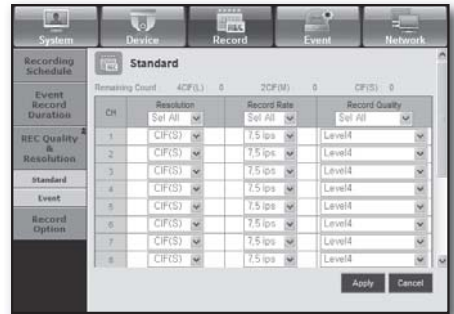 System Device Record Event Network
Recording
Schedule
Event
Record
Duration
REC Quality
&
Resolution
Standard
Event
Record
Option
Standard
Remaining Count 4CIF(L) 0 2CIF(M) 0 CIF(S) 0
CH Resolution Record Rate Record Quality
Sel All Sel All Sel All
1 CIF(S) 7,5 ips Level4
2 CIF(S) 7,5 ips Level4
3 CIF(S) 7,5 ips Level4
4 CIF(S) 7,5 ips Level4
5 CIF(S) 7,5 ips Level4
6 CIF(S) 7,5 ips Level4
7 CIF(S) 7,5 ips Level4
8 CIF(S) 7,5 ips Level4
Apply Cancel